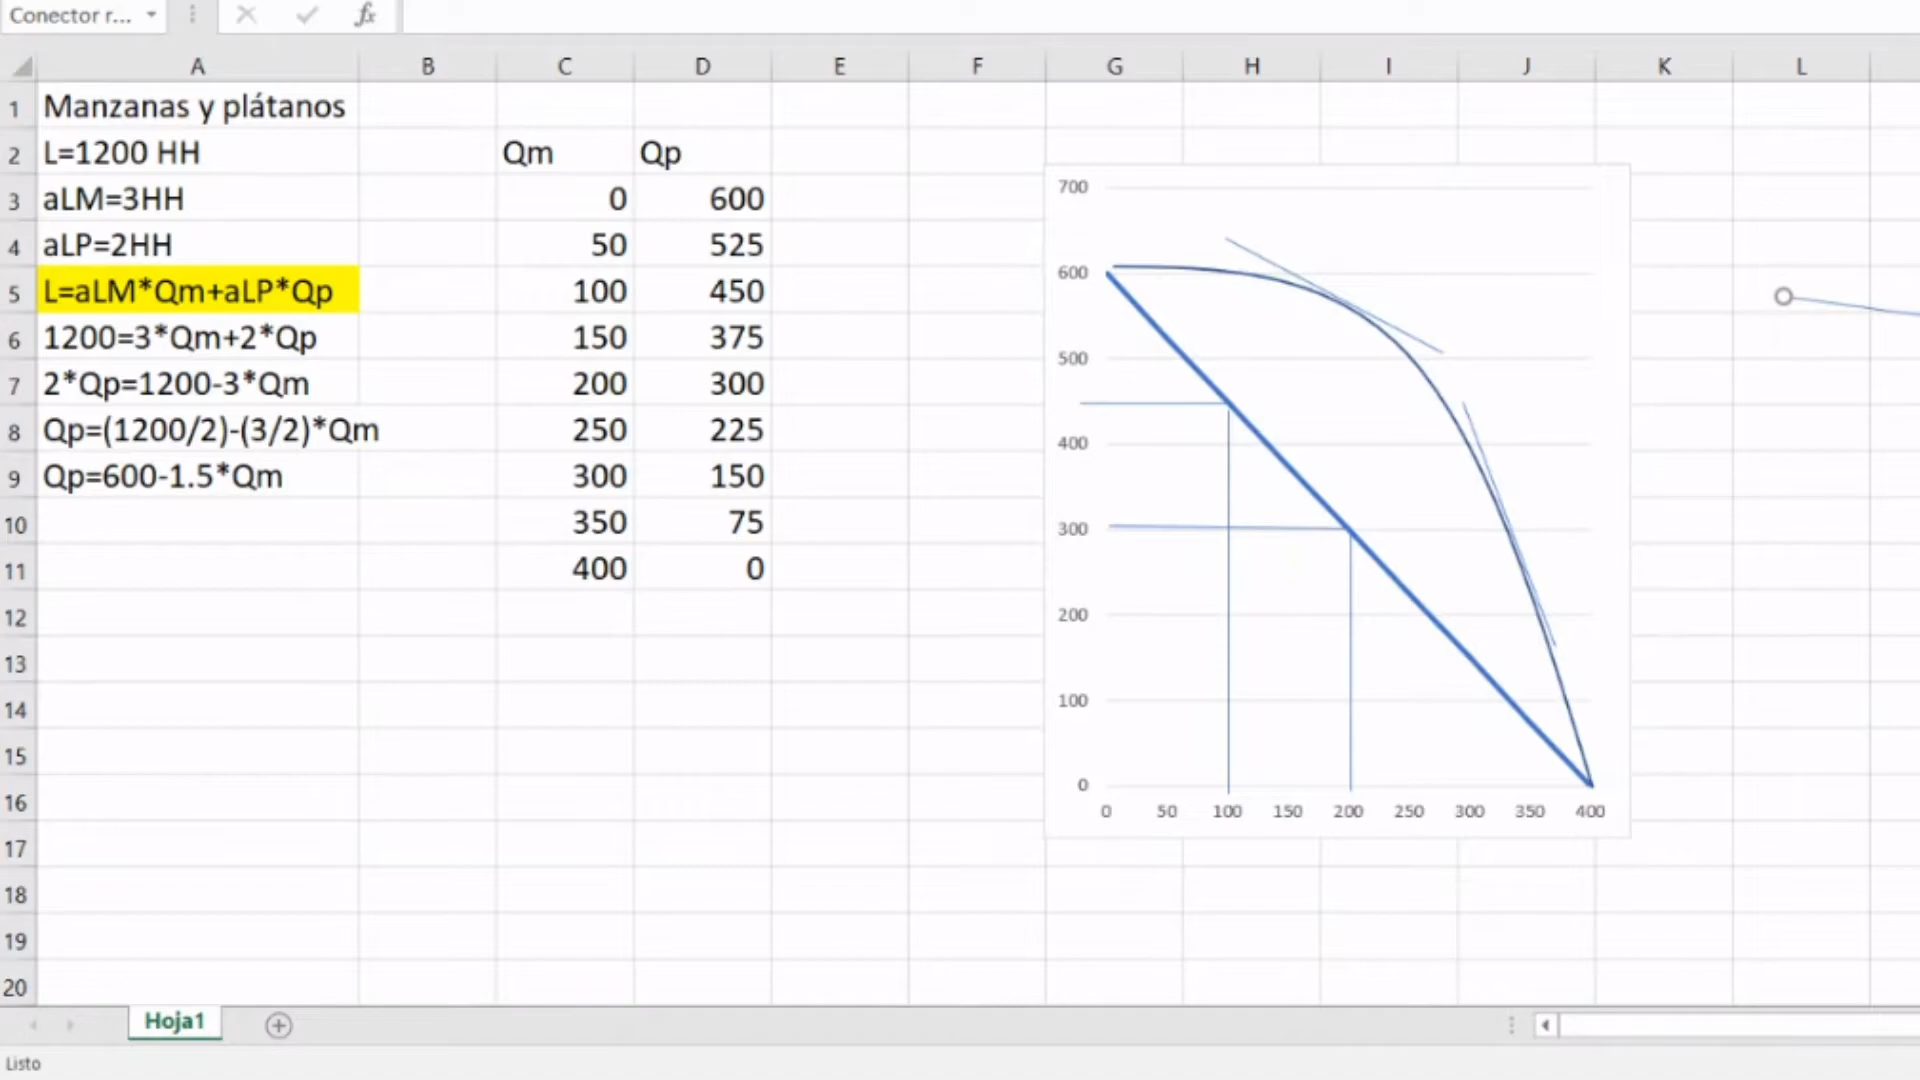 Conector r...
fx
A B C D E F G H I J K L
1 Manzanas y plátanos
2 L=1200 HH Qm Qp
3 aLM=3HH 0 600
4 aLP=2HH 50 525
5 L=aLM*Qm+aLP*Qp 100 450
6 1200=3*Qm+2*Qp 150 375
7 2*Qp=1200-3*Qm 200 300
8 Qp=(1200/2)-(3/2)*Qm 250 225
9 Qp=600-1.5*Qm 300 150
10 350 75
11 400 0
12
13
14
15
16
17
18
19
20
700
600
500
400
300
200
100
0
0 50 100 150 200 250 300 350 400
Hoja1
Listo